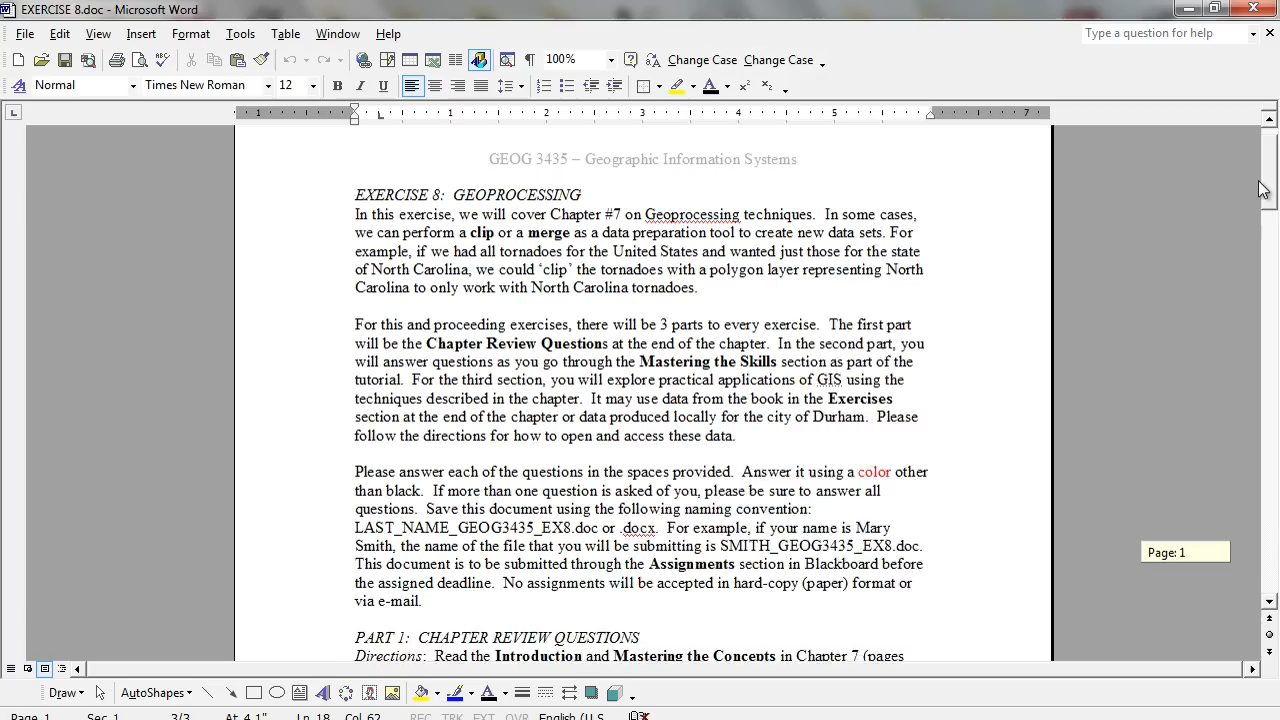 EXERCISE 8.doc - Microsoft Word
File Edit View Insert Format Tools Table Window Help
Type a question for help
100%
Change Case Change Case
Normal
Times New Roman
12
B I U
1 1 2 3 4 5 7
GEOG 3435 – Geographic Information Systems
EXERCISE 8:  GEOPROCESSING
In this exercise, we will cover Chapter #7 on Geoprocessing techniques.  In some cases,
we can perform a clip or a merge as a data preparation tool to create new data sets. For
example, if we had all tornadoes for the United States and wanted just those for the state
of North Carolina, we could ‘clip’ the tornadoes with a polygon layer representing North
Carolina to only work with North Carolina tornadoes.
For this and proceeding exercises, there will be 3 parts to every exercise.  The first part
will be the Chapter Review Questions at the end of the chapter.  In the second part, you
will answer questions as you go through the Mastering the Skills section as part of the
tutorial.  For the third section, you will explore practical applications of GIS using the
techniques described in the chapter.  It may use data from the book in the Exercises
section at the end of the chapter or data produced locally for the city of Durham.  Please
follow the directions for how to open and access these data.
Please answer each of the questions in the spaces provided.  Answer it using a color other
than black.  If more than one question is asked of you, please be sure to answer all
questions.  Save this document using the following naming convention:
LAST_NAME_GEOG3435_EX8.doc or .docx.  For example, if your name is Mary
Smith, the name of the file that you will be submitting is SMITH_GEOG3435_EX8.doc.
This document is to be submitted through the Assignments section in Blackboard before
the assigned deadline.  No assignments will be accepted in hard-copy (paper) format or
via e-mail.
Page: 1
PART 1:  CHAPTER REVIEW QUESTIONS
Directions:  Read the Introduction and Mastering the Concepts in Chapter 7 (pages
Draw AutoShapes
Page 1 Sec 1 3/3 At 4.1" Ln 18 Col 62 REC TRK EXT OVR English (U.S